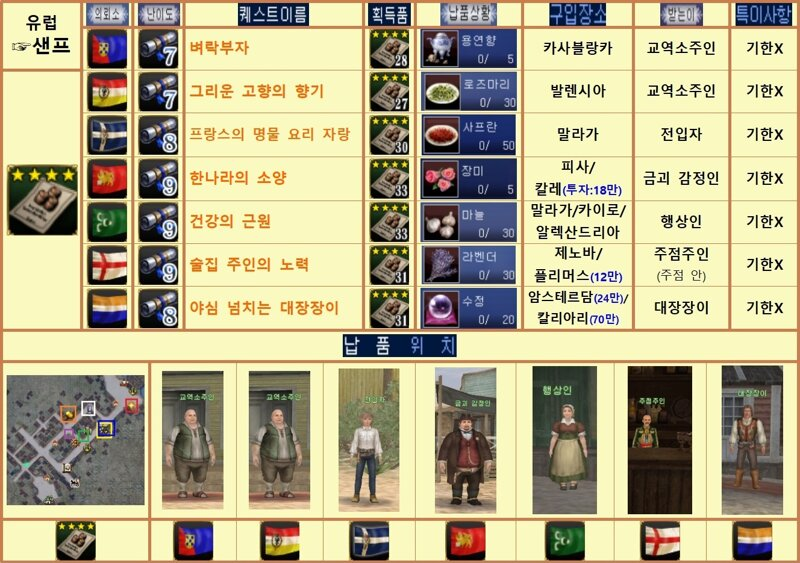 유럽
☞샌프
의뢰소 난이도 퀘스트이름 획득품 납품상황 구입장소 받는이 특이사항
7 벼락부자 28 용연향 0/ 5 카사블랑카 교역소주인 기한X
7 그리운 고향의 향기 27 로즈마리 0/ 30 발렌시아 교역소주인 기한X
8 프랑스의 명물 요리 자랑 30 사프란 0/ 50 말라가 전입자 기한X
9 한나라의 소양 33 장미 0/ 5 피사/
칼레(투자:18만) 금괴 감정인 기한X
9 건강의 근원 33 마늘 0/ 30 말라가/카이로/
알렉산드리아 행상인 기한X
9 술집 주인의 노력 31 라벤더 0/ 30 제노바/
플리머스(12만) 주점주인
(주점 안) 기한X
8 야심 넘치는 대장장이 31 수정 0/ 20 암스테르담(24만)/
칼리아리(70만) 대장장이 기한X
납 품 위 치
교역소주인 교역소주인 전입자 금괴 감정인 행상인 주점주인 대장장이